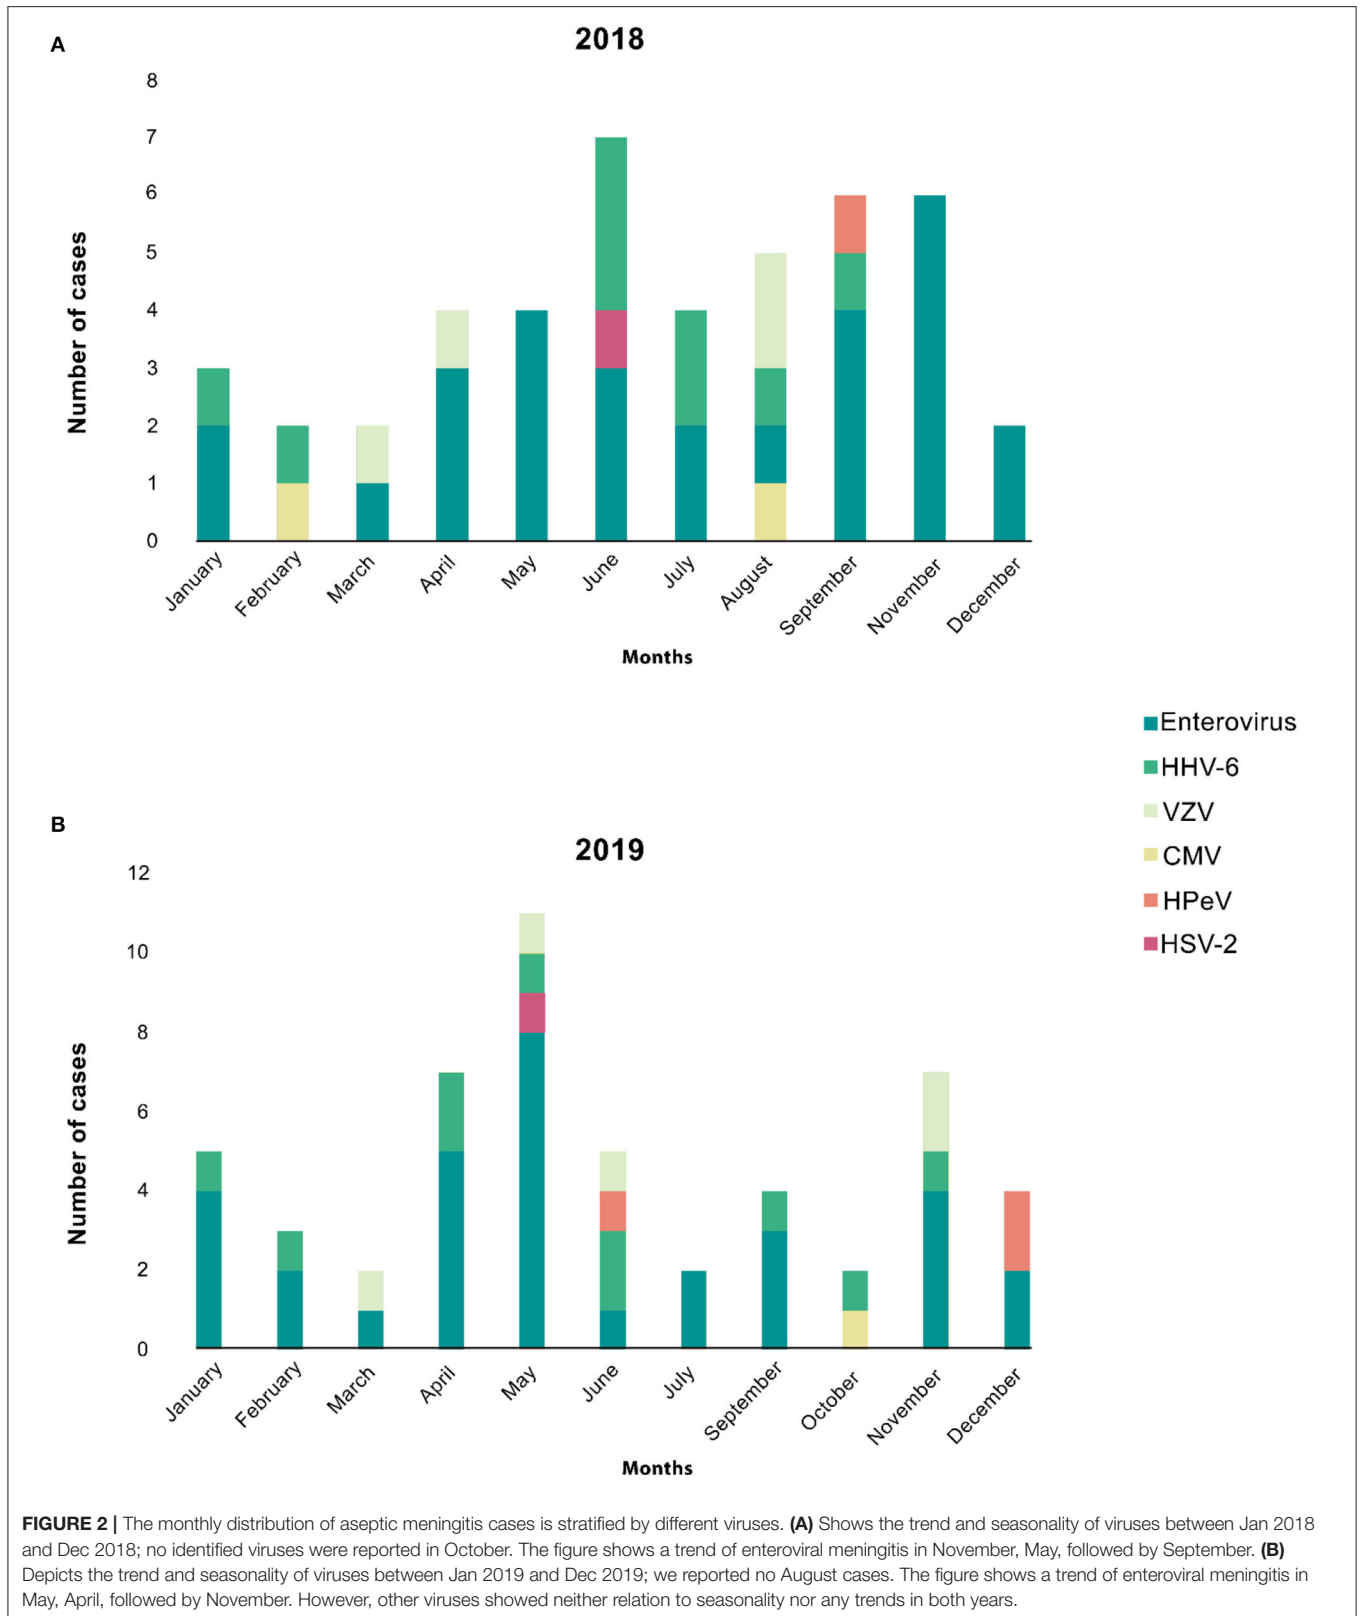 A
2018
8
7
6
5
4
3
2
1
0
Number of cases
January
February
March
April
May
June
July
August
September
November
December
Months
Enterovirus
HHV-6
VZV
CMV
HPeV
HSV-2
B
2019
12
10
8
6
4
2
0
Number of cases
January
February
March
April
May
June
July
September
October
November
December
Months
FIGURE 2 | The monthly distribution of aseptic meningitis cases is stratified by different viruses. (A) Shows the trend and seasonality of viruses between Jan 2018
and Dec 2018; no identified viruses were reported in October. The figure shows a trend of enteroviral meningitis in November, May, followed by September. (B)
Depicts the trend and seasonality of viruses between Jan 2019 and Dec 2019; we reported no August cases. The figure shows a trend of enteroviral meningitis in
May, April, followed by November. However, other viruses showed neither relation to seasonality nor any trends in both years.